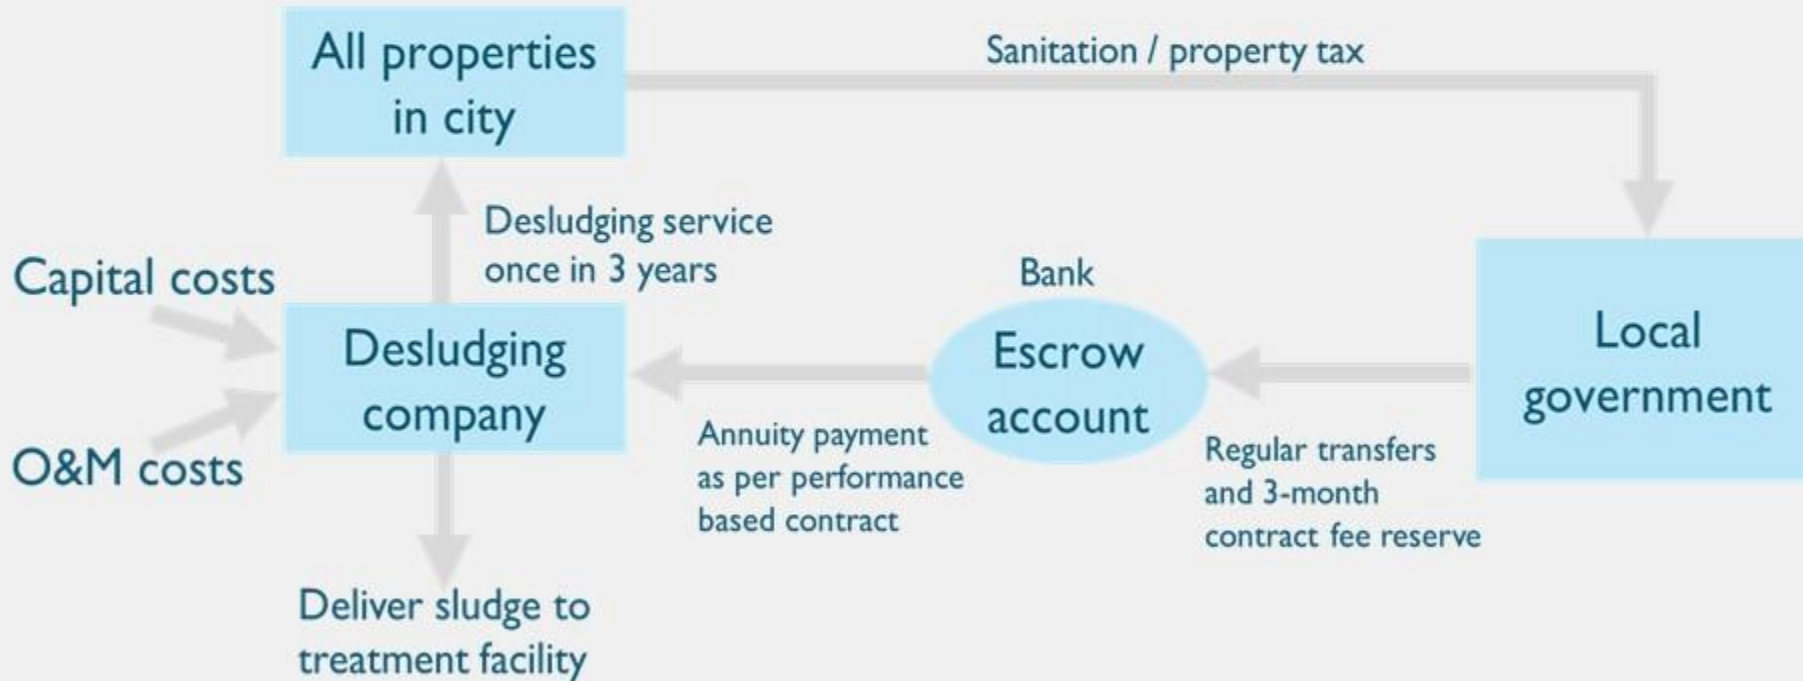 All properties
in city
Sanitation / property tax
Desludging service
once in 3 years
Capital costs
Bank
Desludging
company
Escrow
account
Local
government
O&M costs
Annuity payment
as per performance
based contract
Regular transfers
and 3-month
contract fee reserve
Deliver sludge to
treatment facility